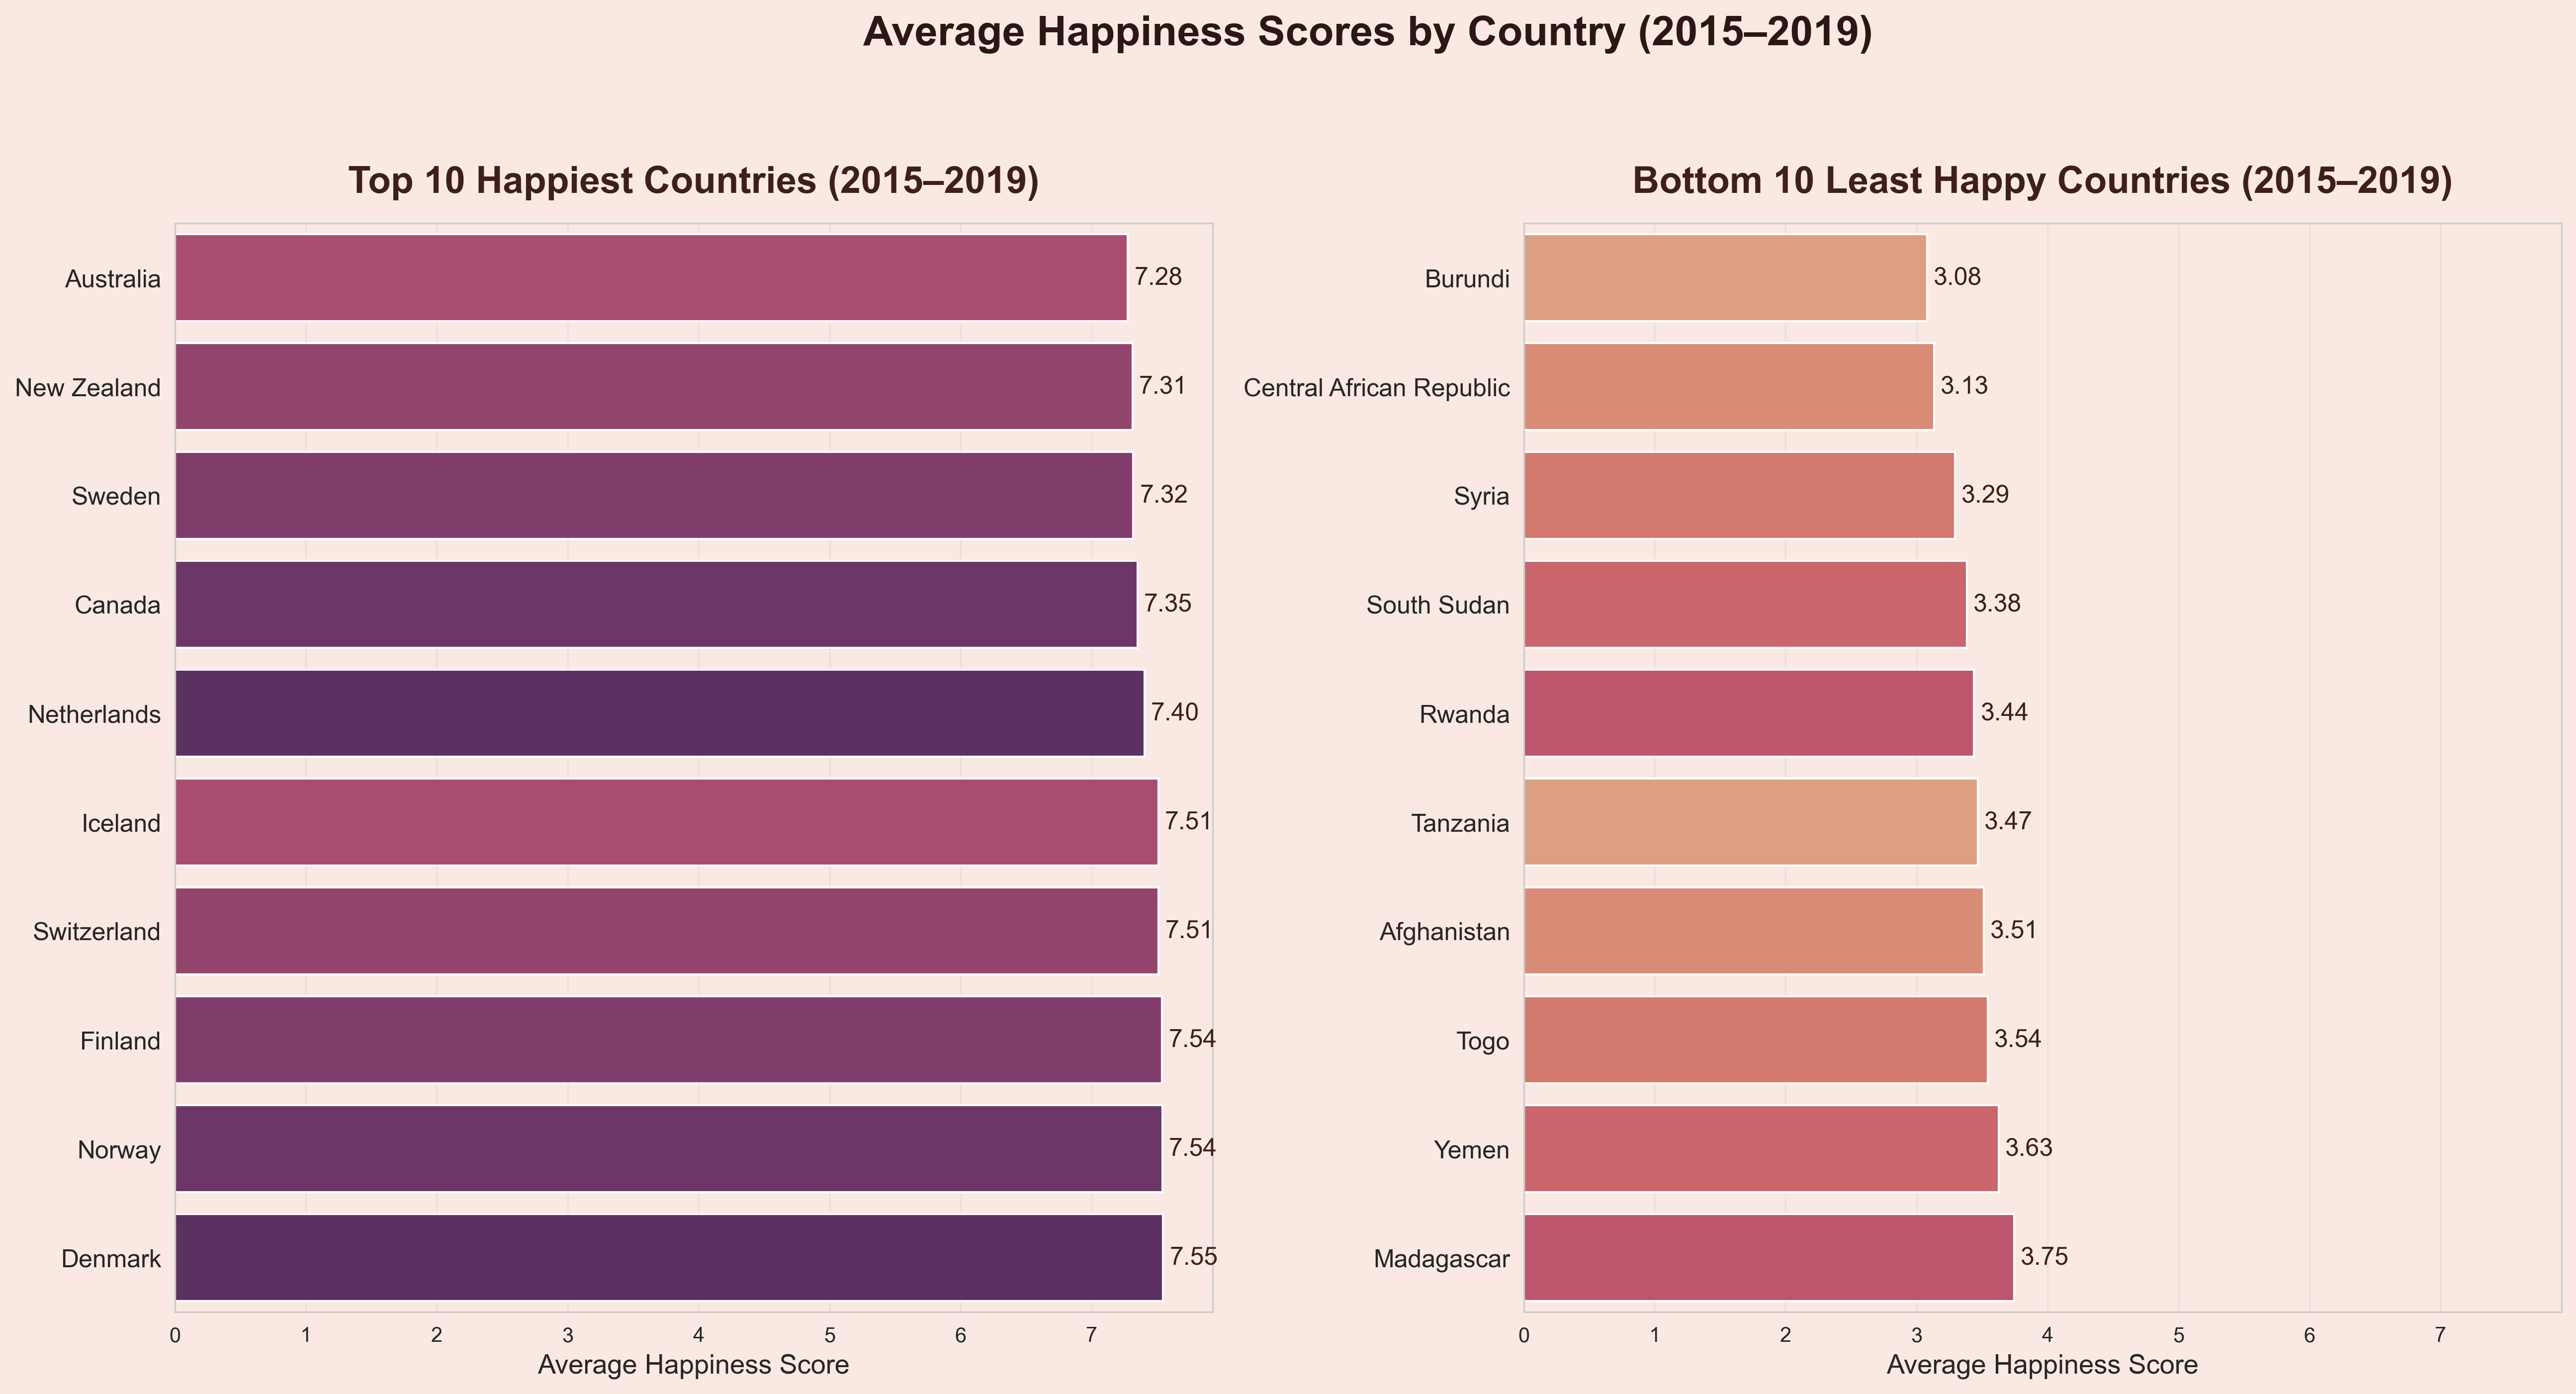 Average Happiness Scores by Country (2015–2019)
Top 10 Happiest Countries (2015–2019)
Australia 7.28
New Zealand 7.31
Sweden 7.32
Canada 7.35
Netherlands 7.40
Iceland 7.51
Switzerland 7.51
Finland 7.54
Norway 7.54
Denmark 7.55
0 1 2 3 4 5 6 7
Average Happiness Score
Bottom 10 Least Happy Countries (2015–2019)
Burundi 3.08
Central African Republic 3.13
Syria 3.29
South Sudan 3.38
Rwanda 3.44
Tanzania 3.47
Afghanistan 3.51
Togo 3.54
Yemen 3.63
Madagascar 3.75
0 1 2 3 4 5 6 7
Average Happiness Score